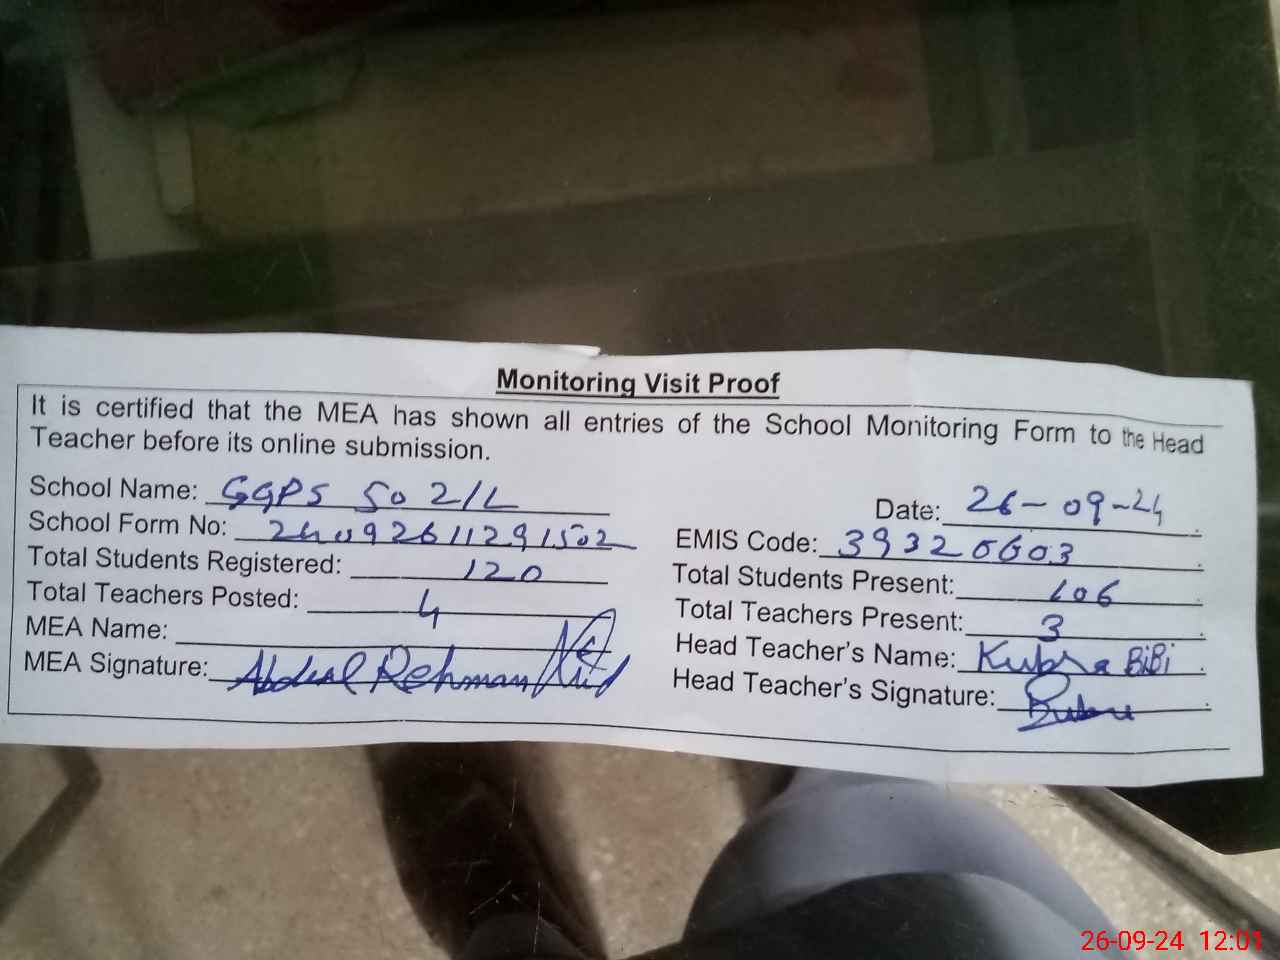 Monitoring Visit Proof
It is certified that the MEA has shown all entries of the School Monitoring Form to the Head
Teacher before its online submission.
School Name: GGPS 50 2/L
Date: 26-09-24
School Form No: 24092611291502
EMIS Code: 39320603
Total Students Registered: 120
Total Students Present: 106
Total Teachers Posted: 4
Total Teachers Present: 3
MEA Name:
Head Teacher's Name: Kubra BiBi
MEA Signature: Abdul Rehman
Head Teacher's Signature:
26-09-24 12:01